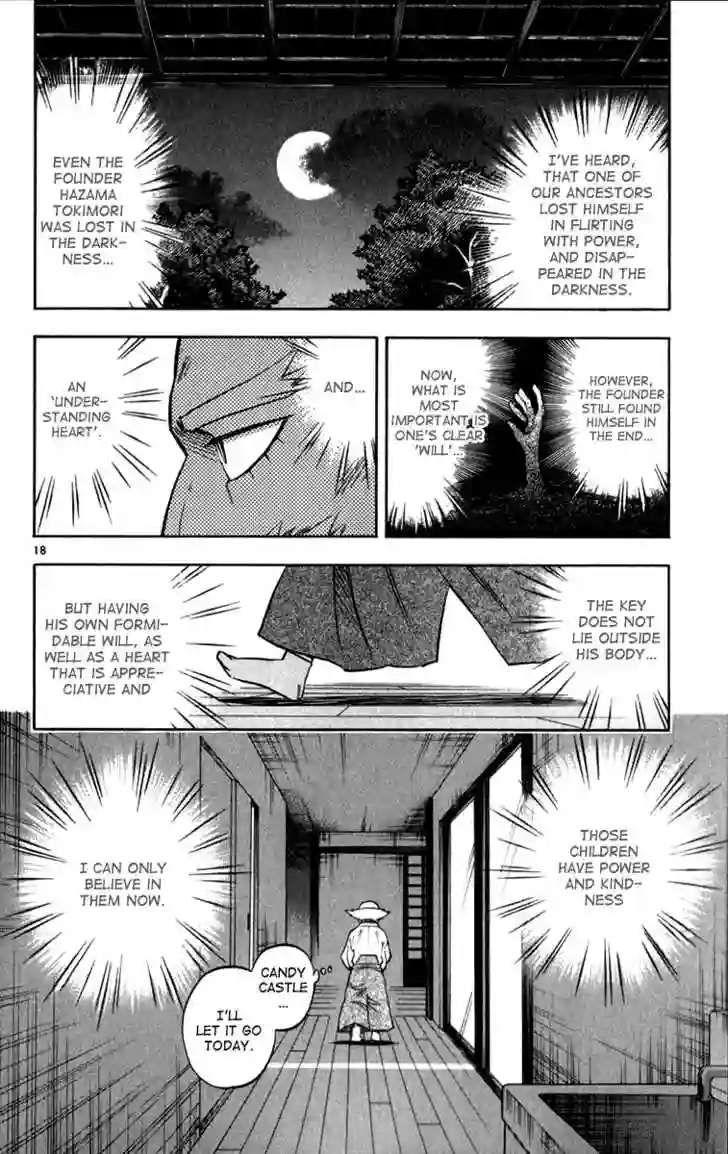 I'VE HEARD,
THAT ONE OF
OUR ANCESTORS
LOST HIMSELF
IN FLIRTING
WITH POWER,
AND DISAP-
PEARED IN THE
DARKNESS.
EVEN THE
FOUNDER
HAZAMA
TOKIMORI
WAS LOST IN
THE DARK-
NESS...
HOWEVER,
THE FOUNDER
STILL FOUND
HIMSELF IN
THE END...
NOW,
WHAT IS
MOST
IMPORTANT IS
ONE'S CLEAR
'WILL'...
AND...
AN
'UNDER-
STANDING
HEART'.
18
THE KEY
DOES NOT
LIE OUTSIDE
HIS BODY...
BUT HAVING
HIS OWN FORMI-
DABLE WILL, AS
WELL AS A HEART
THAT IS APPRE-
CIATIVE AND
THOSE
CHILDREN
HAVE POWER
AND KIND-
NESS
I CAN ONLY
BELIEVE IN
THEM NOW.
CANDY
CASTLE
...
I'LL
LET IT GO
TODAY.